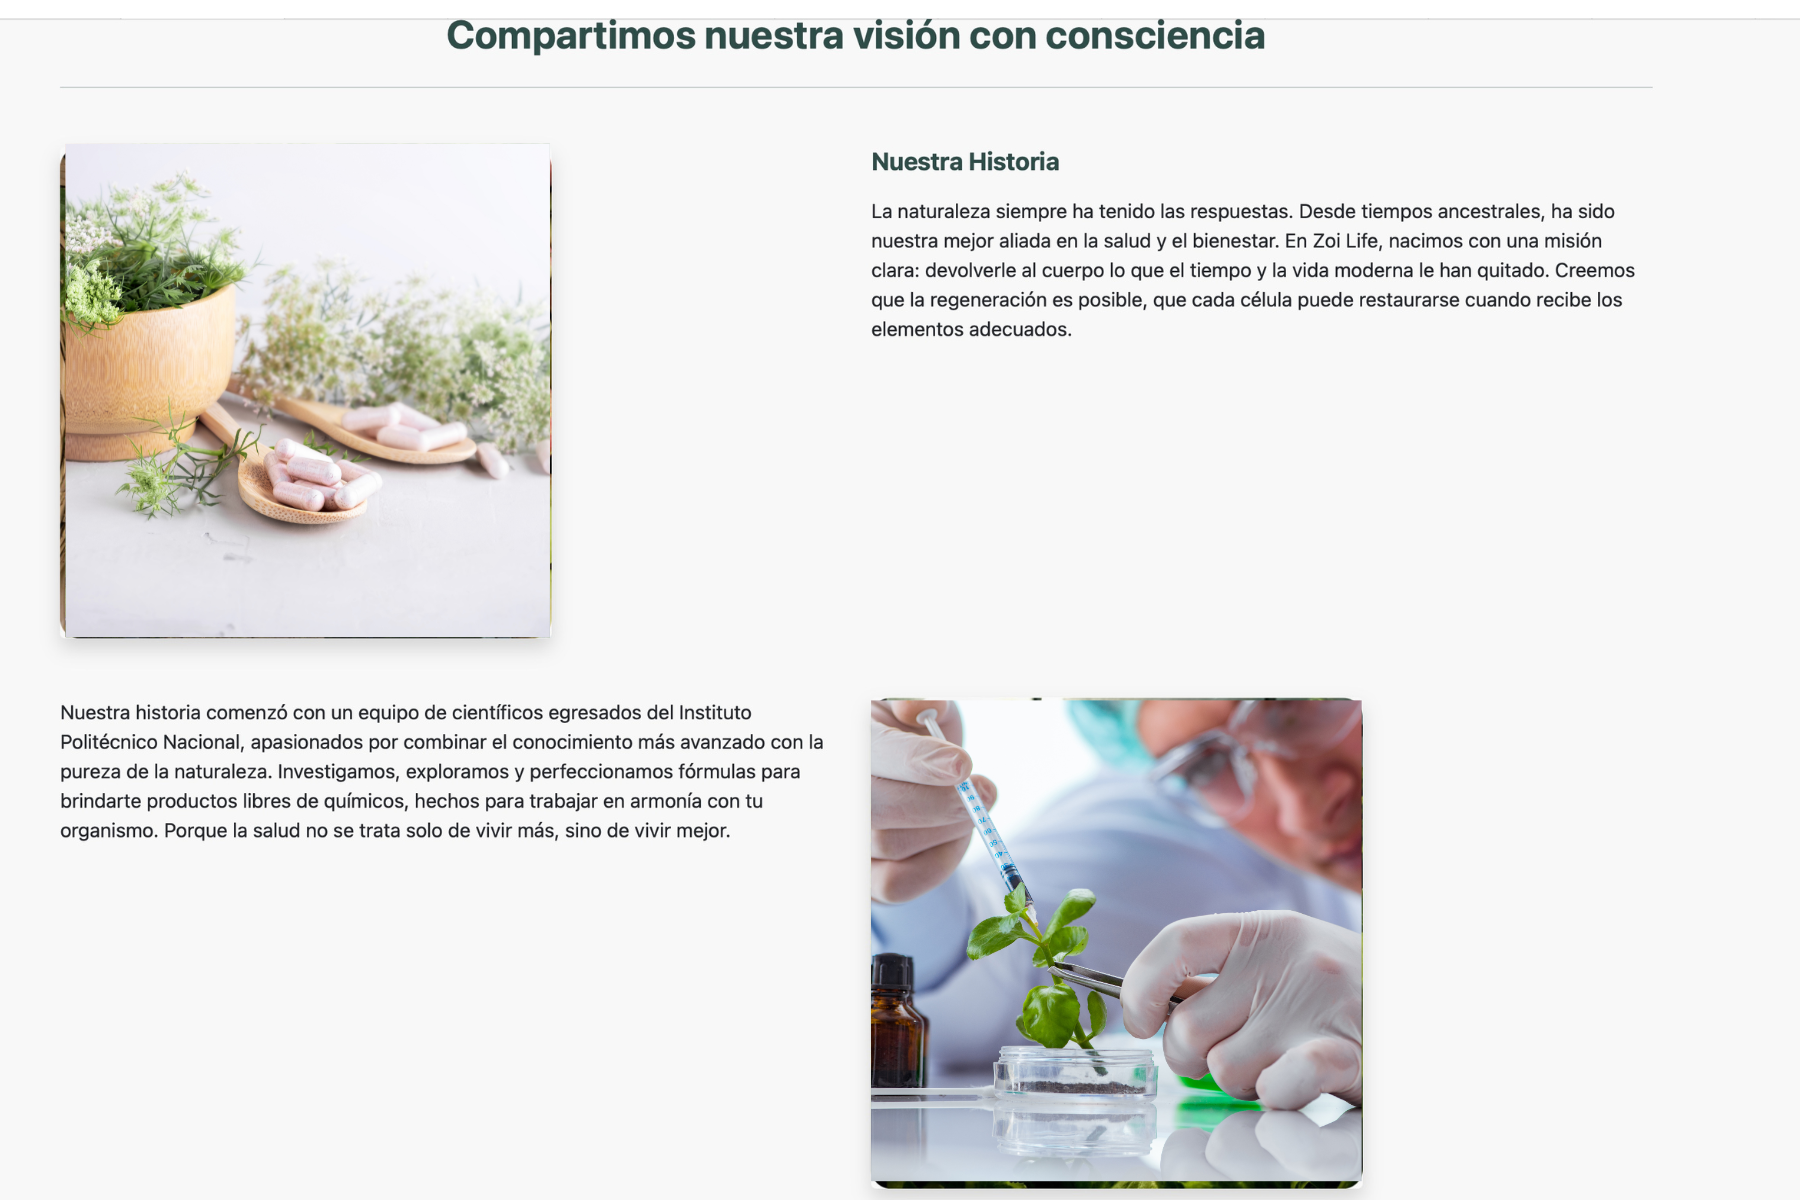 Compartimos nuestra visión con consciencia
Nuestra Historia
La naturaleza siempre ha tenido las respuestas. Desde tiempos ancestrales, ha sido
nuestra mejor aliada en la salud y el bienestar. En Zoi Life, nacimos con una misión
clara: devolverle al cuerpo lo que el tiempo y la vida moderna le han quitado. Creemos
que la regeneración es posible, que cada célula puede restaurarse cuando recibe los
elementos adecuados.
Nuestra historia comenzó con un equipo de científicos egresados del Instituto
Politécnico Nacional, apasionados por combinar el conocimiento más avanzado con la
pureza de la naturaleza. Investigamos, exploramos y perfeccionamos fórmulas para
brindarte productos libres de químicos, hechos para trabajar en armonía con tu
organismo. Porque la salud no se trata solo de vivir más, sino de vivir mejor.